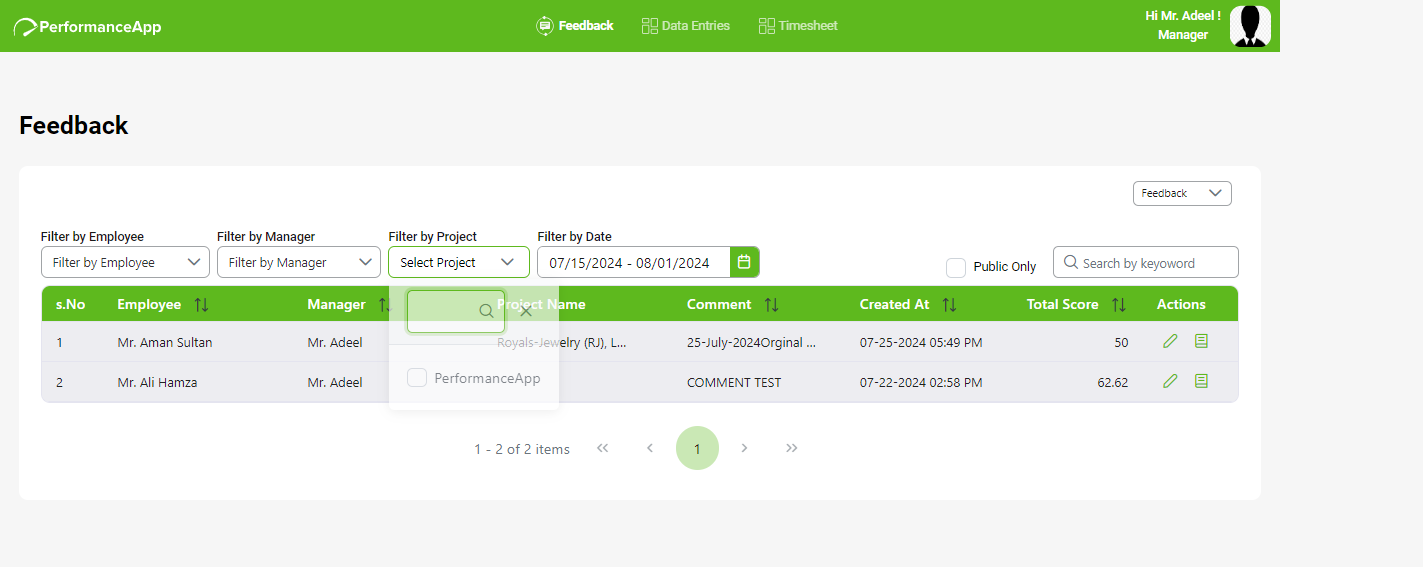 PerformanceApp
Feedback
Data Entries
Timesheet
Hi Mr. Adeel !
Manager
Feedback
Feedback
Filter by Employee
Filter by Manager
Filter by Project
Filter by Date
Filter by Employee
Filter by Manager
Select Project
07/15/2024 - 08/01/2024
Public Only
Search by keyoword
s.No Employee Manager Project Name Comment Created At Total Score Actions
1 Mr. Aman Sultan Mr. Adeel Royals-Jewelry (RJ), L... 25-July-2024Orginal ... 07-25-2024 05:49 PM 50
2 Mr. Ali Hamza Mr. Adeel COMMENT TEST 07-22-2024 02:58 PM 62.62
PerformanceApp
1 - 2 of 2 items
1